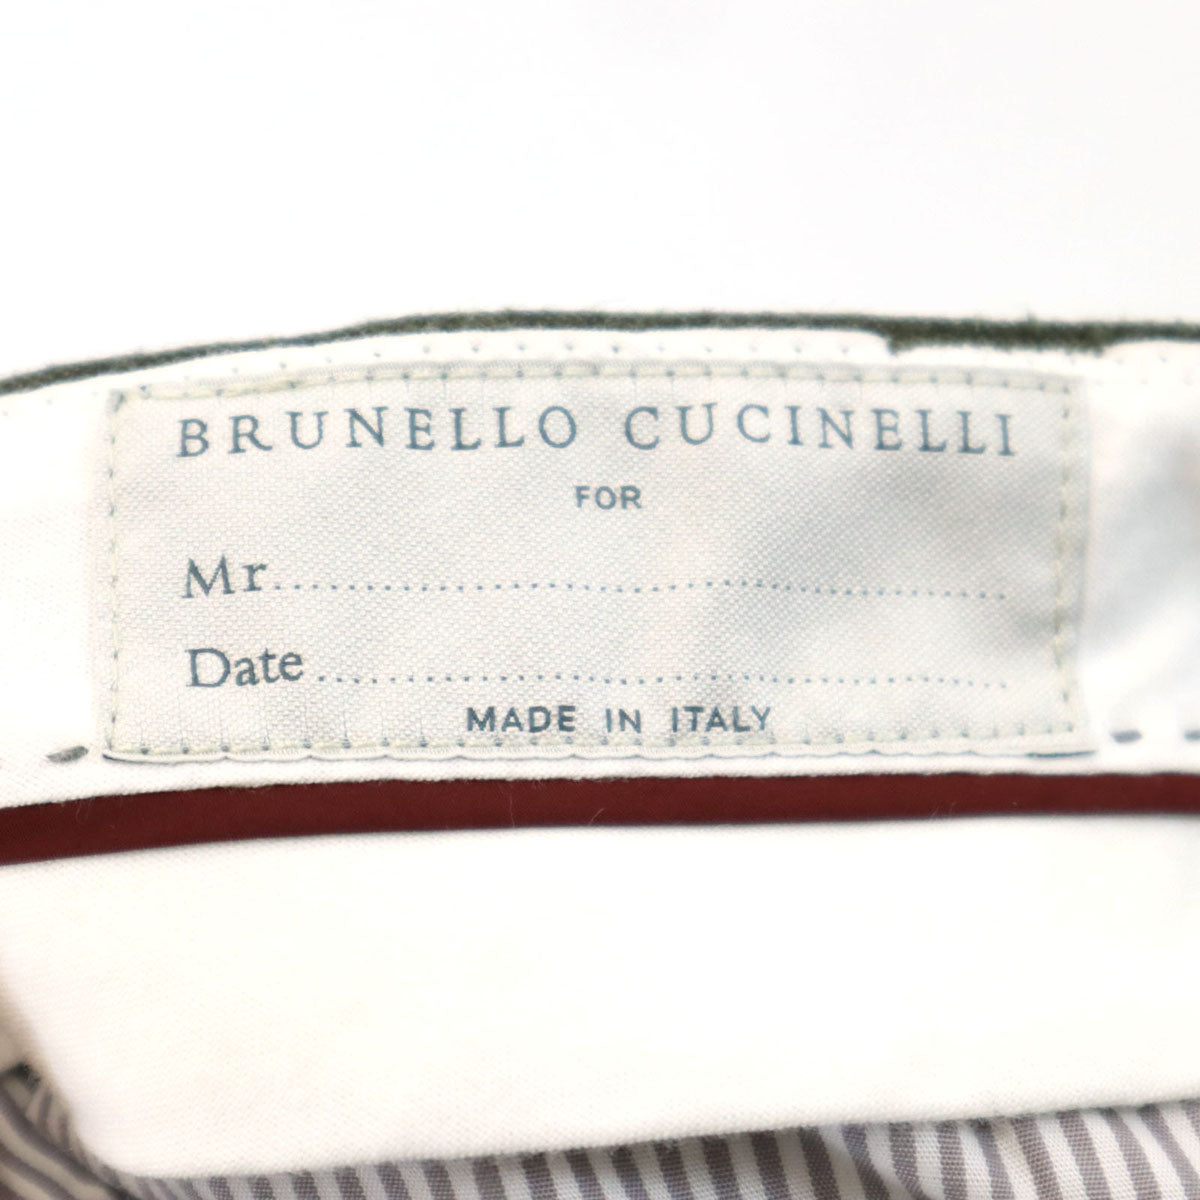 BRUNELLO CUCINELLI
FOR
Mr..............................................
Date..............................................
MADE IN ITALY